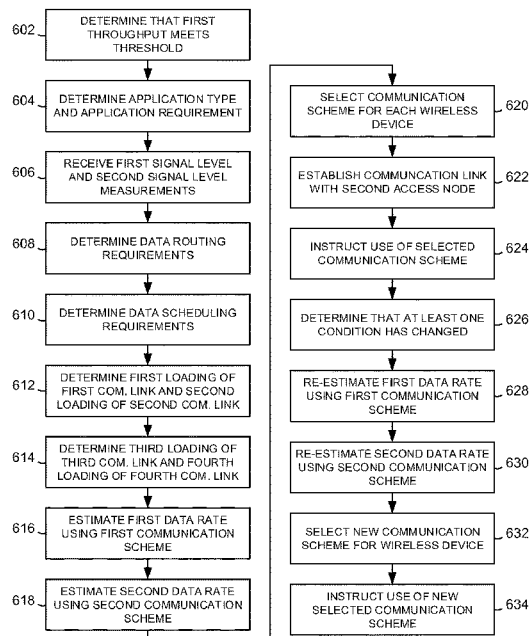 602
DETERMINE THAT FIRST
THROUGHPUT MEETS
THRESHOLD
604
DETERMINE APPLICATION TYPE
AND APPLICATION REQUIREMENT
606
RECEIVE FIRST SIGNAL LEVEL
AND SECOND SIGNAL LEVEL
MEASUREMENTS
608
DETERMINE DATA ROUTING
REQUIREMENTS
610
DETERMINE DATA SCHEDULING
REQUIREMENTS
612
DETERMINE FIRST LOADING OF
FIRST COM. LINK AND SECOND
LOADING OF SECOND COM. LINK
614
DETERMINE THIRD LOADING OF
THIRD COM. LINK AND FOURTH
LOADING OF FOURTH COM. LINK
616
ESTIMATE FIRST DATA RATE
USING FIRST COMMUNICATION
SCHEME
618
ESTIMATE SECOND DATA RATE
USING SECOND COMMUNICATION
SCHEME
SELECT COMMUNICATION
SCHEME FOR EACH WIRELESS
DEVICE
620
ESTABLISH COMMUNCATION LINK
WITH SECOND ACCESS NODE
622
INSTRUCT USE OF SELECTED
COMMUNICATION SCHEME
624
DETERMINE THAT AT LEAST ONE
CONDITION HAS CHANGED
626
RE-ESTIMATE FIRST DATA RATE
USING FIRST COMMUNICATION
SCHEME
628
RE-ESTIMATE SECOND DATA RATE
USING SECOND COMMUNICATION
SCHEME
630
SELECT NEW COMMUNICATION
SCHEME FOR WIRELESS DEVICE
632
INSTRUCT USE OF NEW
SELECTED COMMUNICATION
SCHEME
634